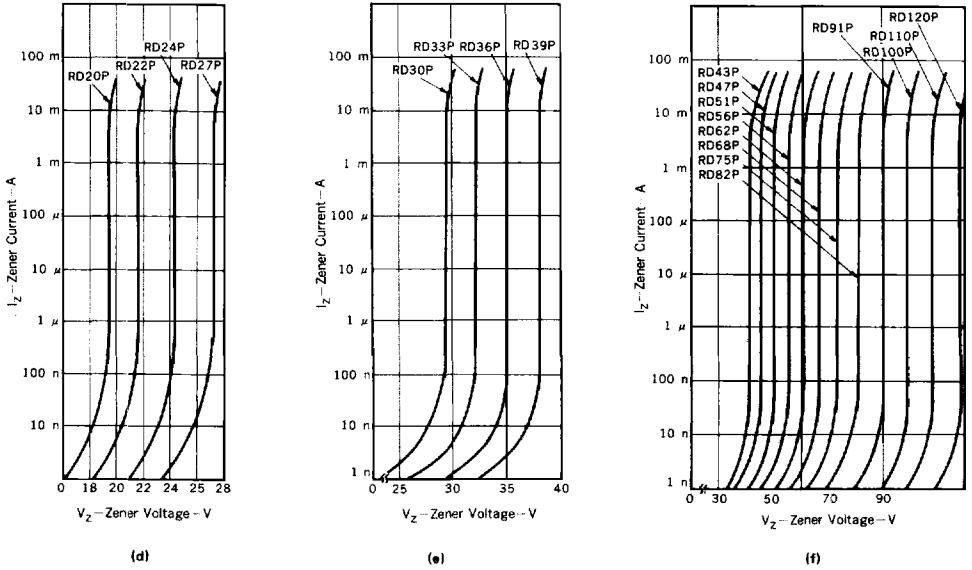 100 m
10 m
1 m
100 μ
10 μ
1 μ
100 n
10 n
1 n
I_Z – Zener Current – A
RD20P
RD22P
RD24P
RD27P
0 18 20 22 24 25 26 28
V_Z – Zener Voltage – V
(d)
100 m
10 m
1 m
100 μ
10 μ
1 μ
100 n
10 n
1 n
I_Z – Zener Current – A
RD30P
RD33P
RD36P
RD39P
0 25 30 35 40
V_Z – Zener Voltage – V
(e)
100 m
10 m
1 m
100 μ
10 μ
1 μ
100 n
10 n
1 n
I_Z – Zener Current – A
RD43P
RD47P
RD51P
RD56P
RD62P
RD68P
RD75P
RD82P
RD91P
RD100P
RD110P
RD120P
0 30 50 70 90
V_Z – Zener Voltage – V
(f)